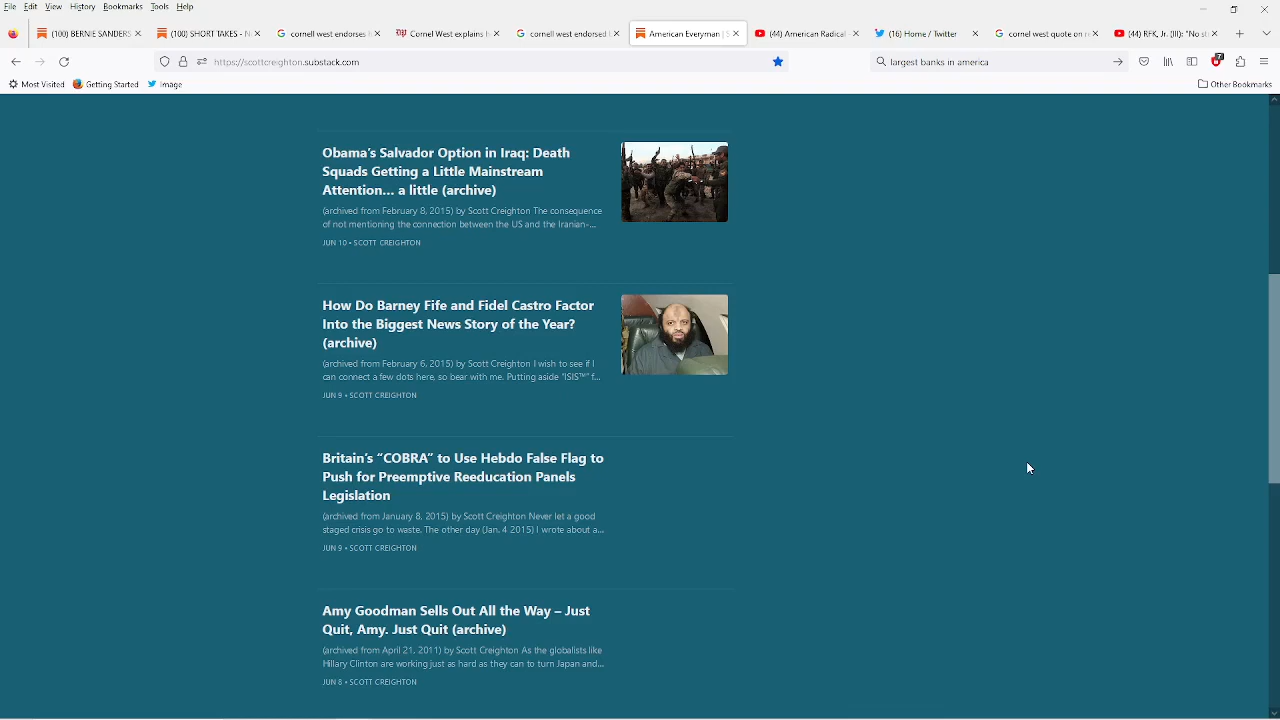 File Edit View History Bookmarks Tools Help
(100) BERNIE SANDERS
(100) SHORT TAKES - N
cornel west endorses
Cornel West explains h
cornell west endorsed
American Everyman | S
(44) American Radical
(16) Home / Twitter
cornel west quote on r
(44) RFK, Jr. (II): "No sl
https://scottcreighton.substack.com
largest banks in america
7
Most Visited
Getting Started
Image
Other Bookmarks
Obama's Salvador Option in Iraq: Death
Squads Getting a Little Mainstream
Attention... a little (archive)
(archived from February 8, 2015) by Scott Creighton The consequence
of not mentioning the connection between the US and the Iranian-...
JUN 10 • SCOTT CREIGHTON
How Do Barney Fife and Fidel Castro Factor
Into the Biggest News Story of the Year?
(archive)
(archived from February 6, 2015) by Scott Creighton I wish to see if I
can connect a few dots here, so bear with me. Putting aside "ISIS™" f...
JUN 9 • SCOTT CREIGHTON
Britain's "COBRA" to Use Hebdo False Flag to
Push for Preemptive Reeducation Panels
Legislation
(archived from January 8, 2015) by Scott Creighton Never let a good
staged crisis go to waste. The other day (Jan. 4 2015) I wrote about a...
JUN 9 • SCOTT CREIGHTON
Amy Goodman Sells Out All the Way – Just
Quit, Amy. Just Quit (archive)
(archived from April 21, 2011) by Scott Creighton As the globalists like
Hillary Clinton are working just as hard as they can to turn Japan and...
JUN 8 • SCOTT CREIGHTON